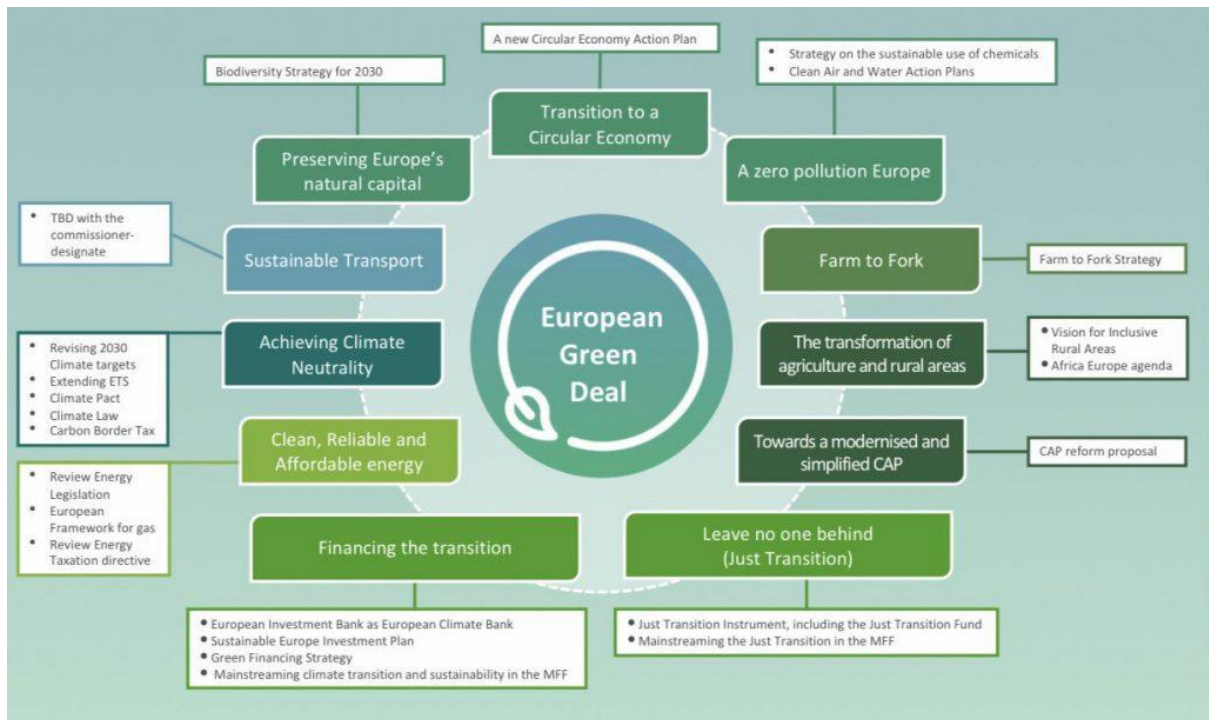 A new Circular Economy Action Plan
Biodiversity Strategy for 2030
• Strategy on the sustainable use of chemicals
• Clean Air and Water Action Plans
Transition to a
Circular Economy
Preserving Europe's
natural capital
A zero pollution Europe
• TBD with the
commissioner-
designate
Sustainable Transport
Farm to Fork
Farm to Fork Strategy
European
Green
Deal
• Revising 2030
Climate targets
• Extending ETS
• Climate Pact
• Climate Law
• Carbon Border Tax
Achieving Climate
Neutrality
The transformation of
agriculture and rural areas
• Vision for Inclusive
Rural Areas
• Africa Europe agenda
Clean, Reliable and
Affordable energy
Towards a modernised and
simplified CAP
CAP reform proposal
• Review Energy
Legislation
• European
Framework for gas
• Review Energy
Taxation directive
Financing the transition
Leave no one behind
(Just Transition)
• European Investment Bank as European Climate Bank
• Sustainable Europe Investment Plan
• Green Financing Strategy
• Mainstreaming climate transition and sustainability in the MFF
• Just Transition Instrument, including the Just Transition Fund
• Mainstreaming the Just Transition in the MFF